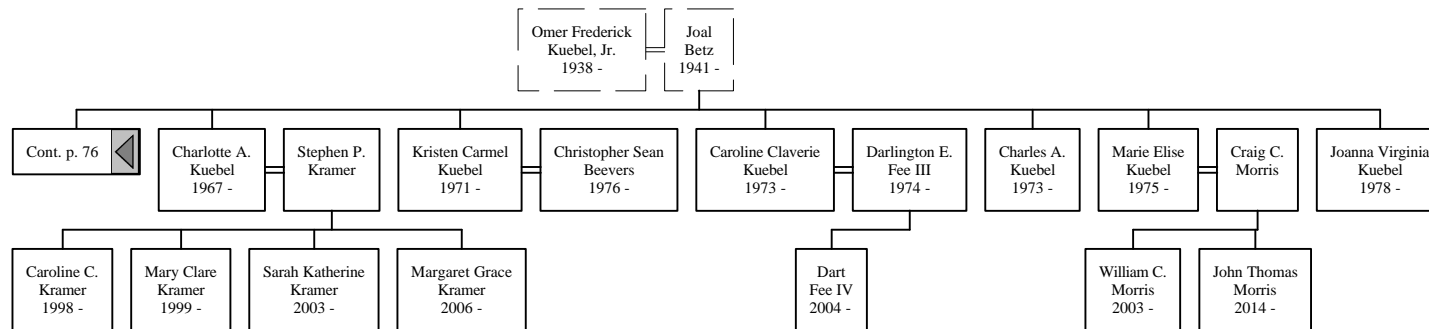 Omer Frederick
Kuebel, Jr.
1938 -
Joal
Betz
1941 -
Cont. p. 76
Charlotte A.
Kuebel
1967 -
Stephen P.
Kramer
Kristen Carmel
Kuebel
1971 -
Christopher Sean
Beevers
1976 -
Caroline Claverie
Kuebel
1973 -
Darlington E.
Fee III
1974 -
Charles A.
Kuebel
1973 -
Marie Elise
Kuebel
1975 -
Craig C.
Morris
Joanna Virginia
Kuebel
1978 -
Caroline C.
Kramer
1998 -
Mary Clare
Kramer
1999 -
Sarah Katherine
Kramer
2003 -
Margaret Grace
Kramer
2006 -
Dart
Fee IV
2004 -
William C.
Morris
2003 -
John Thomas
Morris
2014 -